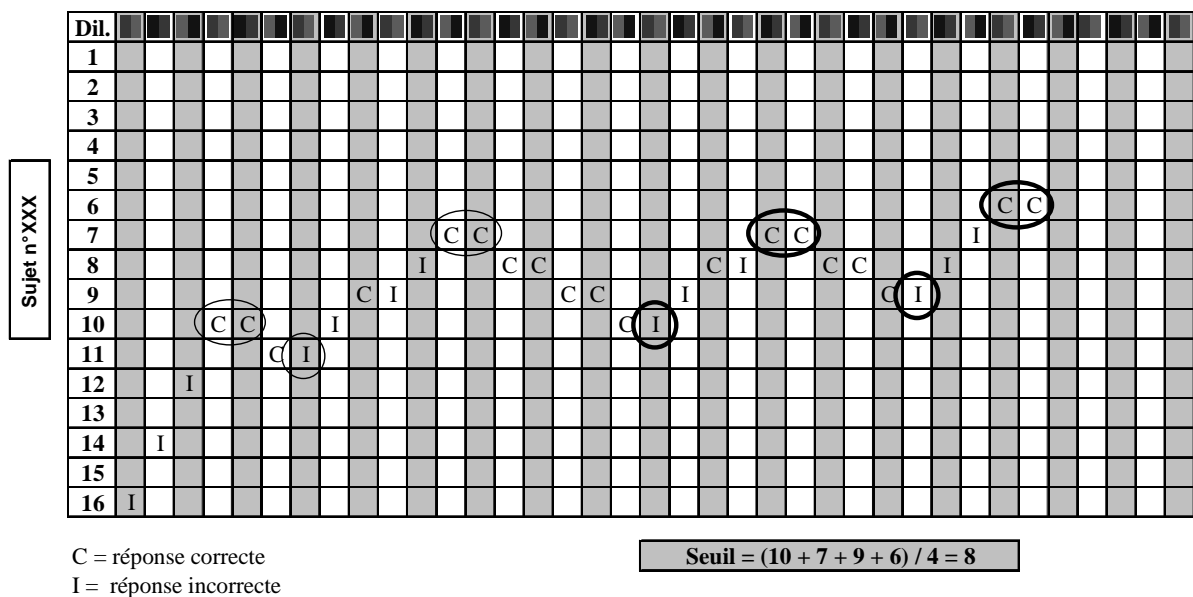 Dil.
1
2
3
4
5
6 C C
7 C C C C I
8 I C C C I C C I
9 C I C C I C I
10 C C I C I
11 C I
12 I
13
14 I
15
16 I
Sujet n°XXX
C = réponse correcte
I = réponse incorrecte
Seuil = (10 + 7 + 9 + 6) / 4 = 8